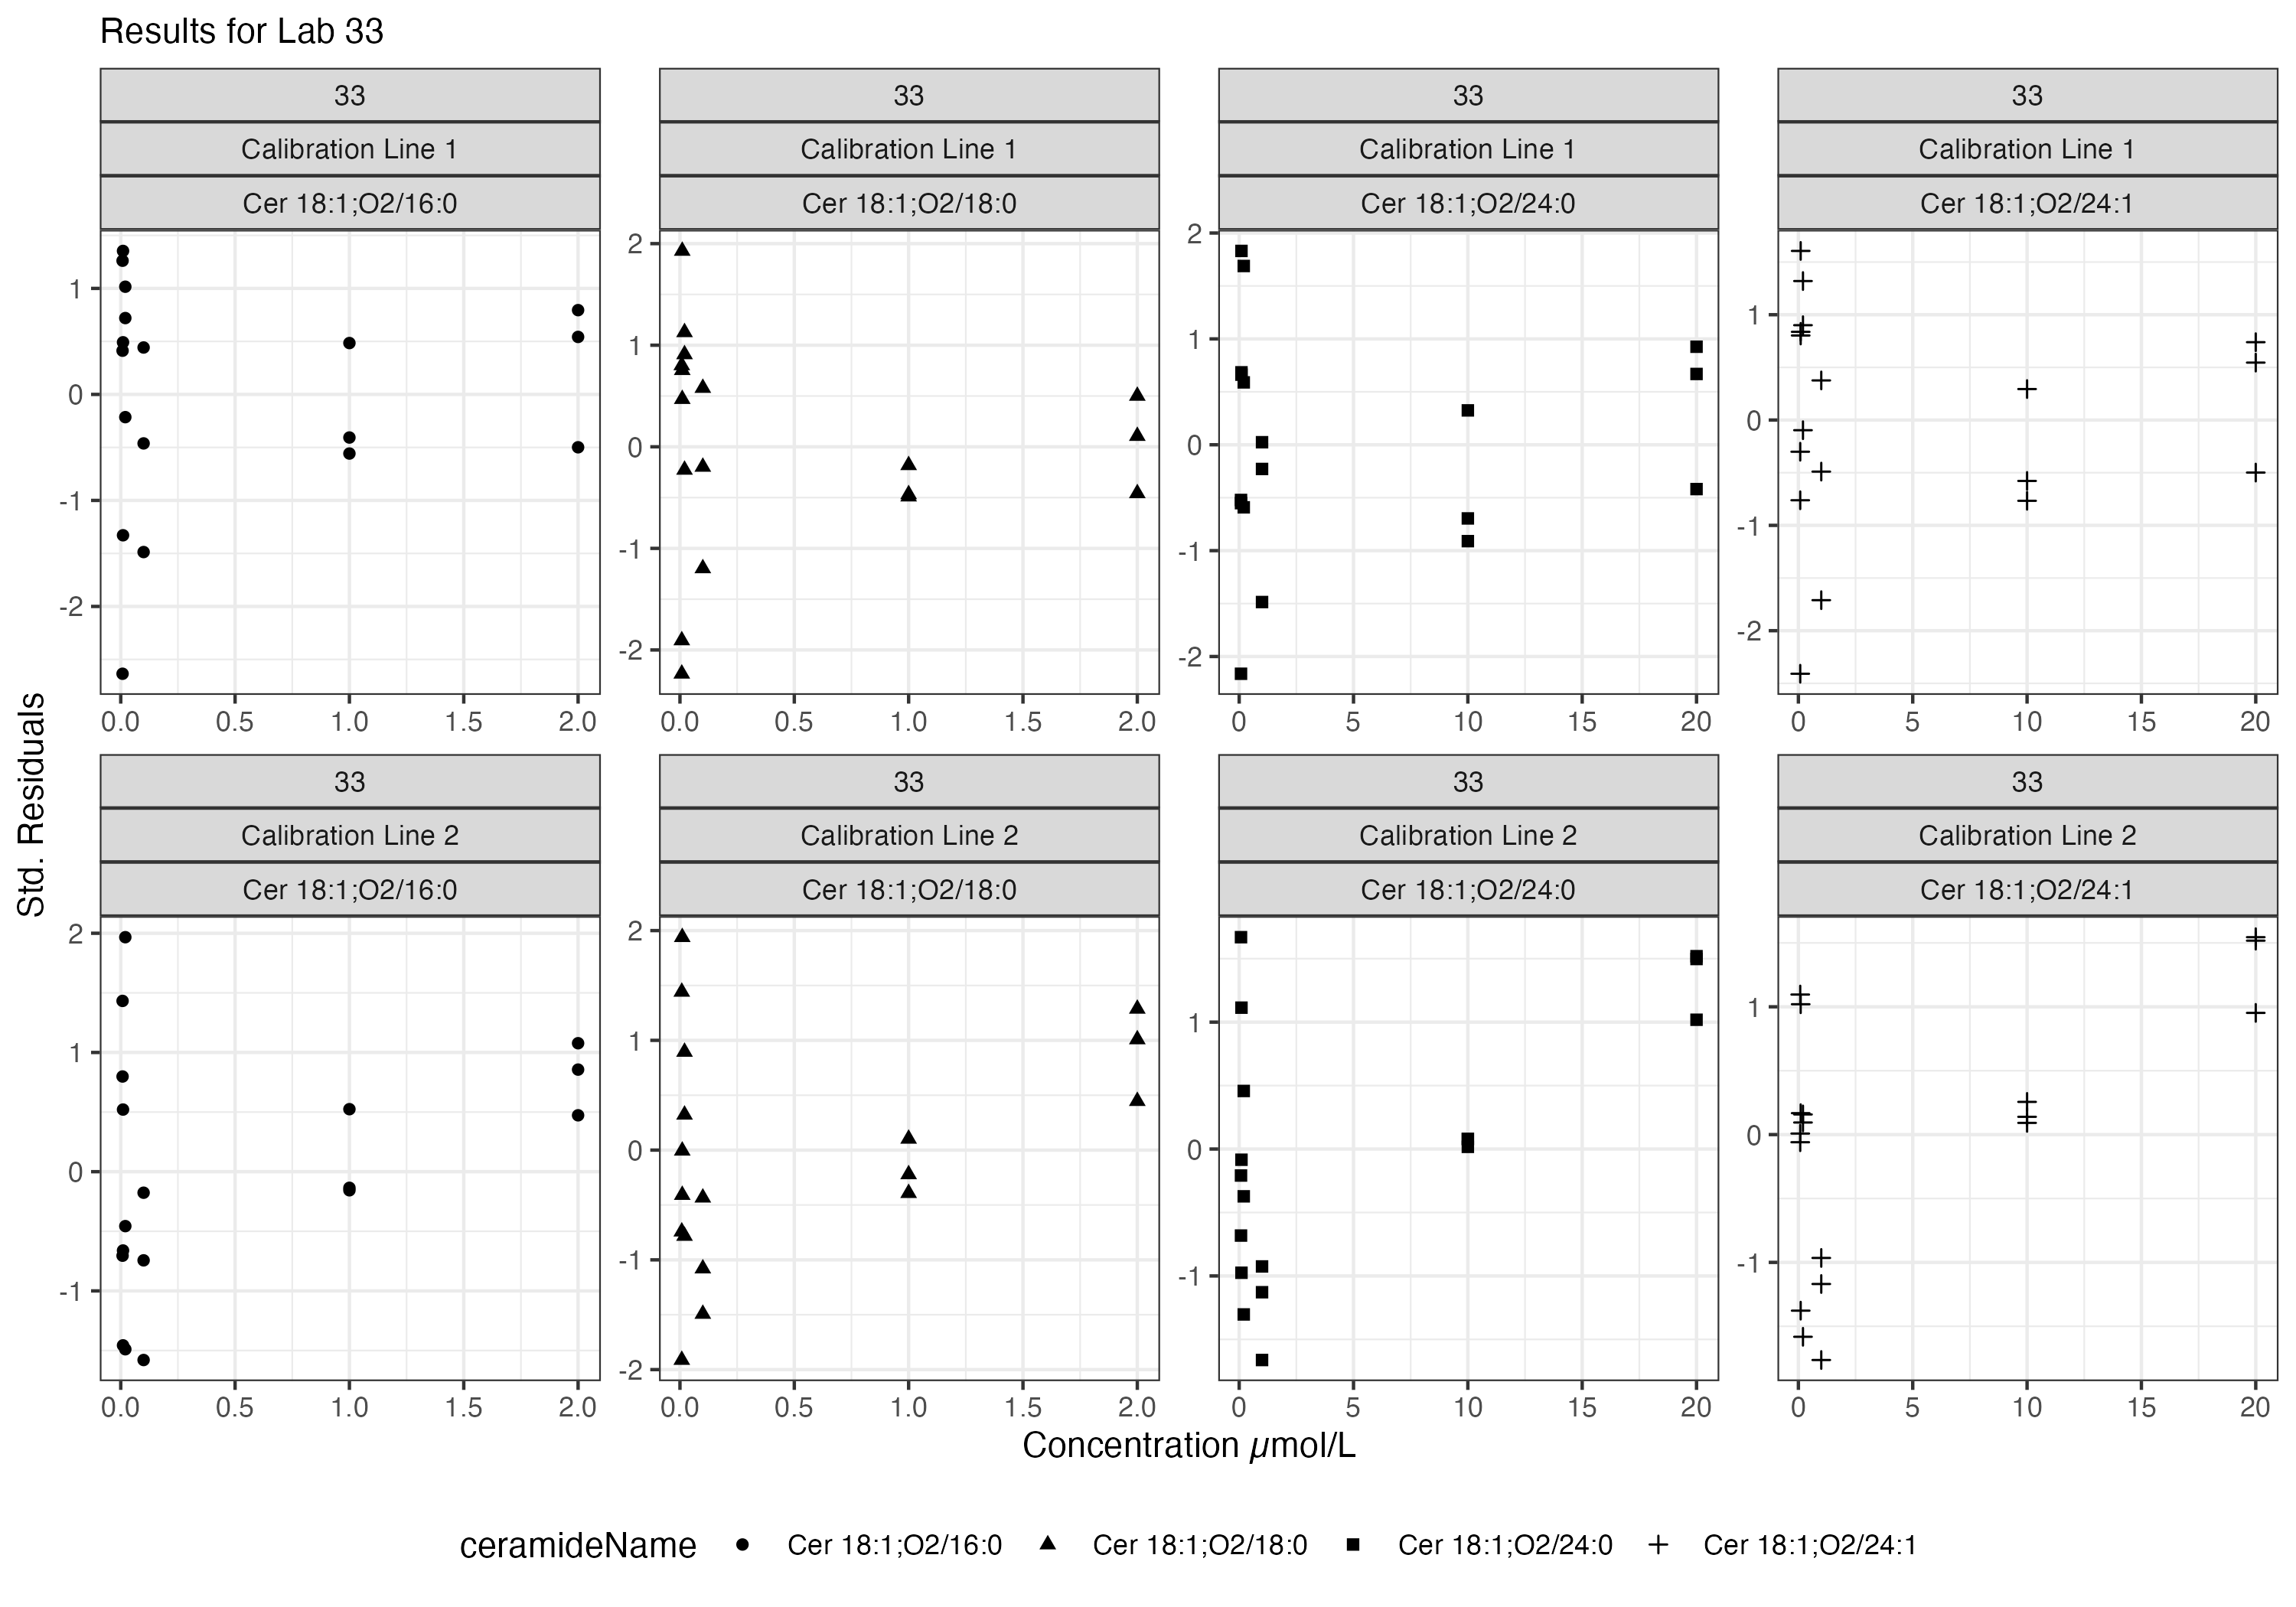 Results for Lab 33
33
33
33
33
Calibration Line 1
Calibration Line 1
Calibration Line 1
Calibration Line 1
Cer 18:1;O2/16:0
Cer 18:1;O2/18:0
Cer 18:1;O2/24:0
Cer 18:1;O2/24:1
1
0
-1
-2
2
1
0
-1
-2
2
1
0
-1
-2
1
0
-1
-2
0.0 0.5 1.0 1.5 2.0
0.0 0.5 1.0 1.5 2.0
0 5 10 15 20
0 5 10 15 20
Std. Residuals
33
33
33
33
Calibration Line 2
Calibration Line 2
Calibration Line 2
Calibration Line 2
Cer 18:1;O2/16:0
Cer 18:1;O2/18:0
Cer 18:1;O2/24:0
Cer 18:1;O2/24:1
2
1
0
-1
2
1
0
-1
-2
1
0
-1
1
0
-1
0.0 0.5 1.0 1.5 2.0
0.0 0.5 1.0 1.5 2.0
0 5 10 15 20
0 5 10 15 20
Concentration µmol/L
ceramideName Cer 18:1;O2/16:0 Cer 18:1;O2/18:0 Cer 18:1;O2/24:0 Cer 18:1;O2/24:1